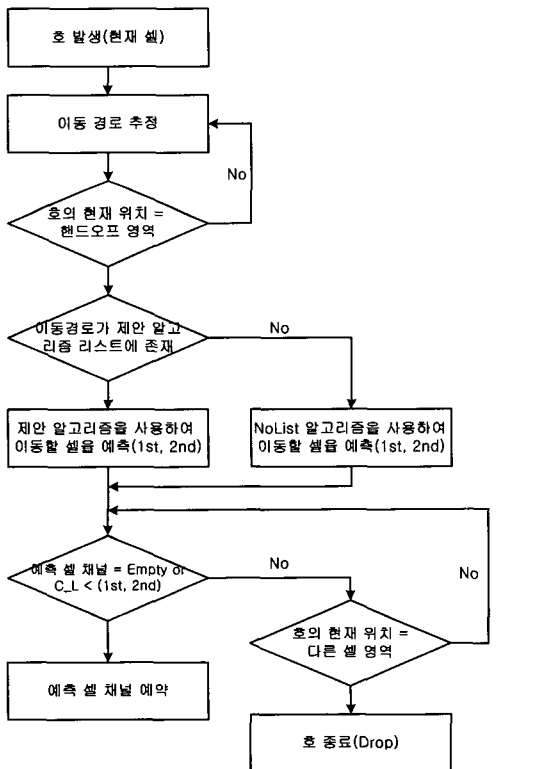 호 발생(현재 셀)
이동 경로 추정
No
호의 현재 위치 =
핸드오프 영역
이동경로가 제안 알고
리즘 리스트에 존재
No
제안 알고리즘을 사용하여
이동할 셀을 예측(1st, 2nd)
NoList 알고리즘을 사용하여
이동할 셀을 예측(1st, 2nd)
예측 셀 채널 = Empty or
C_L < (1st, 2nd)
No
No
호의 현재 위치 =
다른 셀 영역
예측 셀 채널 예약
호 종료(Drop)